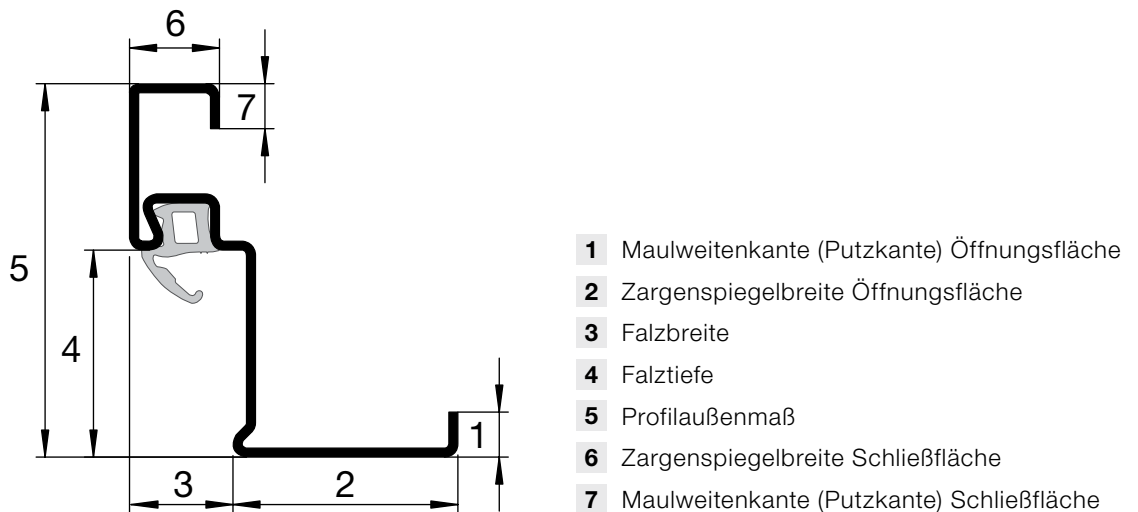 6
7
5
4
1
3
2
1 Maulweitenkante (Putzkante) Öffnungsfläche
2 Zargenspiegelbreite Öffnungsfläche
3 Falzbreite
4 Falztiefe
5 Profilaußenmaß
6 Zargenspiegelbreite Schließfläche
7 Maulweitenkante (Putzkante) Schließfläche